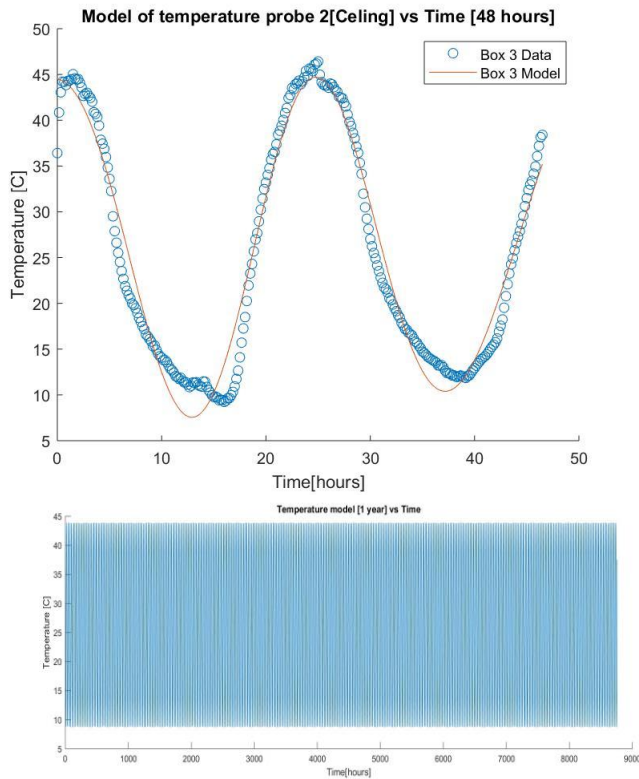 Model of temperature probe 2[Celing] vs Time [48 hours]
50
45
40
35
30
25
20
15
10
5
Temperature [C]
Box 3 Data
Box 3 Model
0 10 20 30 40 50
Time[hours]
Temperature model [1 year] vs Time
45
40
35
30
25
20
15
10
5
Temperature [C]
0 1000 2000 3000 4000 5000 6000 7000 8000 9000
Time[hours]